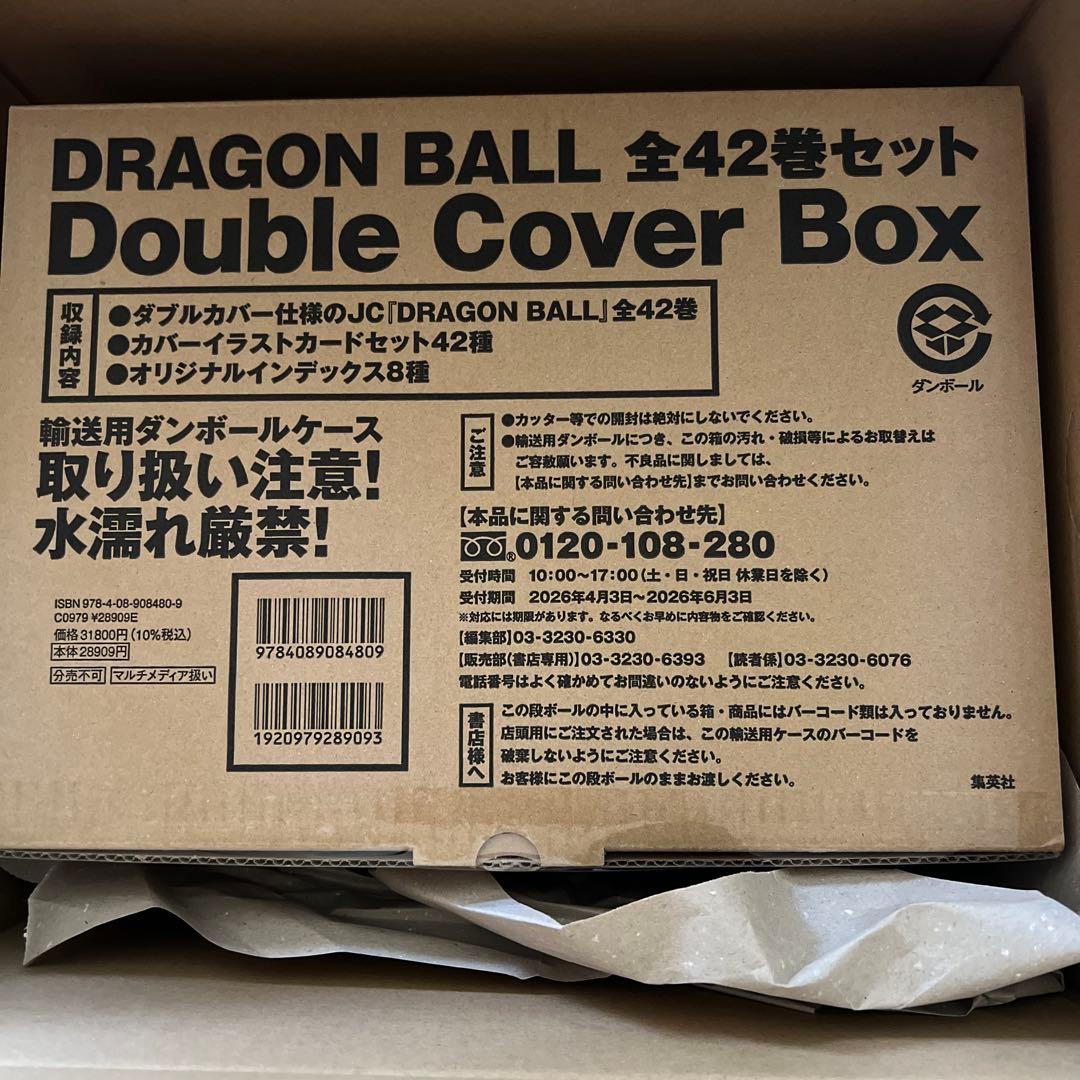 DRAGON BALL 全42巻セット
Double Cover Box
収録内容
●ダブルカバー仕様のJC『DRAGON BALL』全42巻
●カバーイラストカードセット42種
●オリジナルインデックス8種
ダンボール
輸送用ダンボールケース
取り扱い注意!
水濡れ厳禁!
ご注意
●カッター等での開封は絶対にしないでください。
●輸送用ダンボールにつき、この箱の汚れ・破損等によるお取替えは
ご容赦願います。不良品に関しましては、
【本品に関する問い合わせ先】までお問い合わせください。
【本品に関する問い合わせ先】
®0120-108-280
受付時間 10:00〜17:00(土・日・祝日 休業日を除く)
受付期間 2026年4月3日〜2026年6月3日
※対応には期限があります。なるべくお早めに内容物をご確認ください。
【編集部】03-3230-6330
【販売部(書店専用)】03-3230-6393 【読者係】03-3230-6076
電話番号はよく確かめてお間違いのないようにご注意ください。
ISBN 978-4-08-908480-9
C0979 ¥28909E
価格 31800円(10%税込)
本体 28909円
分売不可 マルチメディア扱い
9784089084809
1920979289093
書店様へ
この段ボールの中に入っている箱・商品にはバーコード類は入っておりません。
店頭用にご注文された場合は、この輸送用ケースのバーコードを
破棄しないようにご注意ください。
お客様にこの段ボールのままお渡しください。
集英社